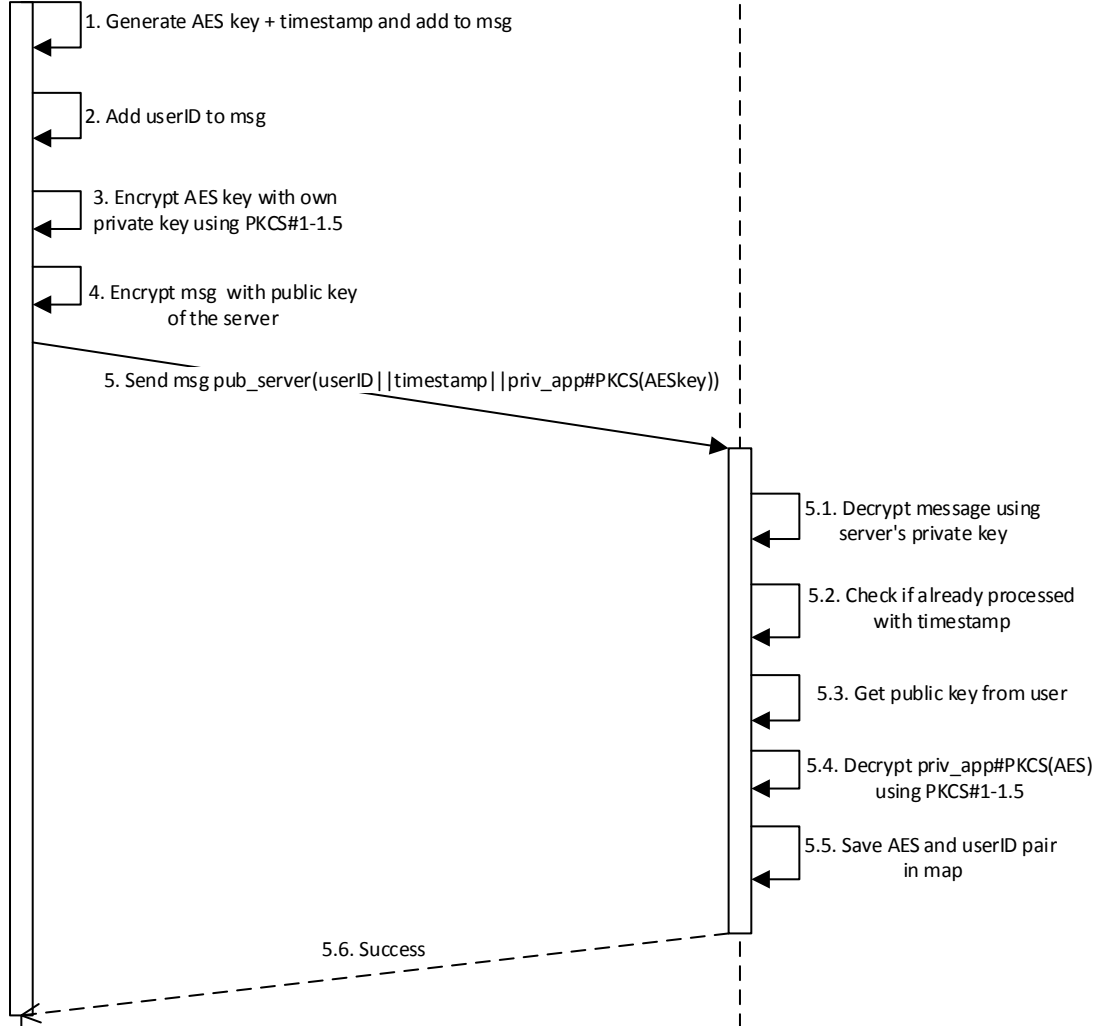 1. Generate AES key + timestamp and add to msg
2. Add userID to msg
3. Encrypt AES key with own
private key using PKCS#1-1.5
4. Encrypt msg with public key
of the server
5. Send msg pub_server(userID||timestamp||priv_app#PKCS(AESkey))
5.1. Decrypt message using
server's private key
5.2. Check if already processed
with timestamp
5.3. Get public key from user
5.4. Decrypt priv_app#PKCS(AES)
using PKCS#1-1.5
5.5. Save AES and userID pair
in map
5.6. Success